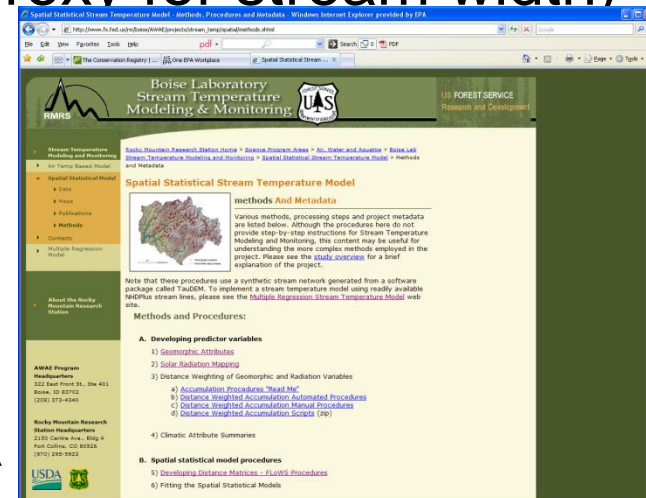 roxy for stream width)
Spatial Statistical Stream Temperature Model - Methods, Procedures and Metadata - Windows Internet Explorer provided by EPA
File Edit View Favorites Tools Help
pdf
Search
PDF
Google
The Conservation Registry |...
One EPA Workplace
Spatial Statistical Stream ...
Page
Tools
RMRS
Boise Laboratory
Stream Temperature
Modeling & Monitoring
UAS
US FOREST SERVICE
Research and Development
Stream Temperature
Modeling and Monitoring
Air Temp Based Model
Spatial Statistical Model
Data
Maps
Publications
Methods
Contacts
Multiple Regression
Model
About the Rocky
Mountain Research
Station
AWAE Program
Headquarters
322 East Front St., Ste 401
Boise, ID 83702
(208) 373-4340
Rocky Mountain Research
Station Headquarters
2150 Centre Ave., Bldg A
Fort Collins, CO 80526
(970) 295-5923
USDA
Rocky Mountain Research Station Home > Science Program Areas > Air, Water and Aquatics > Boise Lab
Stream Temperature Modeling and Monitoring > Spatial Statistical Stream Temperature Model > Methods
and Metadata
Spatial Statistical Stream Temperature Model
methods And Metadata
Various methods, processing steps and project metadata
are listed below. Although the procedures here do not
provide step-by-step instructions for Stream Temperature
Modeling and Monitoring, this content may be useful for
understanding the more complex methods employed in the
project. Please see the study overview for a brief
explanation of the project.
Note that these procedures use a synthetic stream network generated from a software
package called TauDEM. To implement a stream temperature model using readily available
NHDPlus stream lines, please see the Multiple Regression Stream Temperature Model web
site.
Methods and Procedures:
A. Developing predictor variables
1) Geomorphic Attributes
2) Solar Radiation Mapping
3) Distance Weighting of Geomorphic and Radiation Variables
a) Accumulation Procedures "Read Me"
b) Distance Weighted Accumulation Automated Procedures
c) Distance Weighted Accumulation Manual Procedures
d) Distance Weighted Accumulation Scripts (zip)
4) Climatic Attribute Summaries
B. Spatial statistical model procedures
5) Developing Distance Matrices - FLoWS Procedures
6) Fitting the Spatial Statistical Models